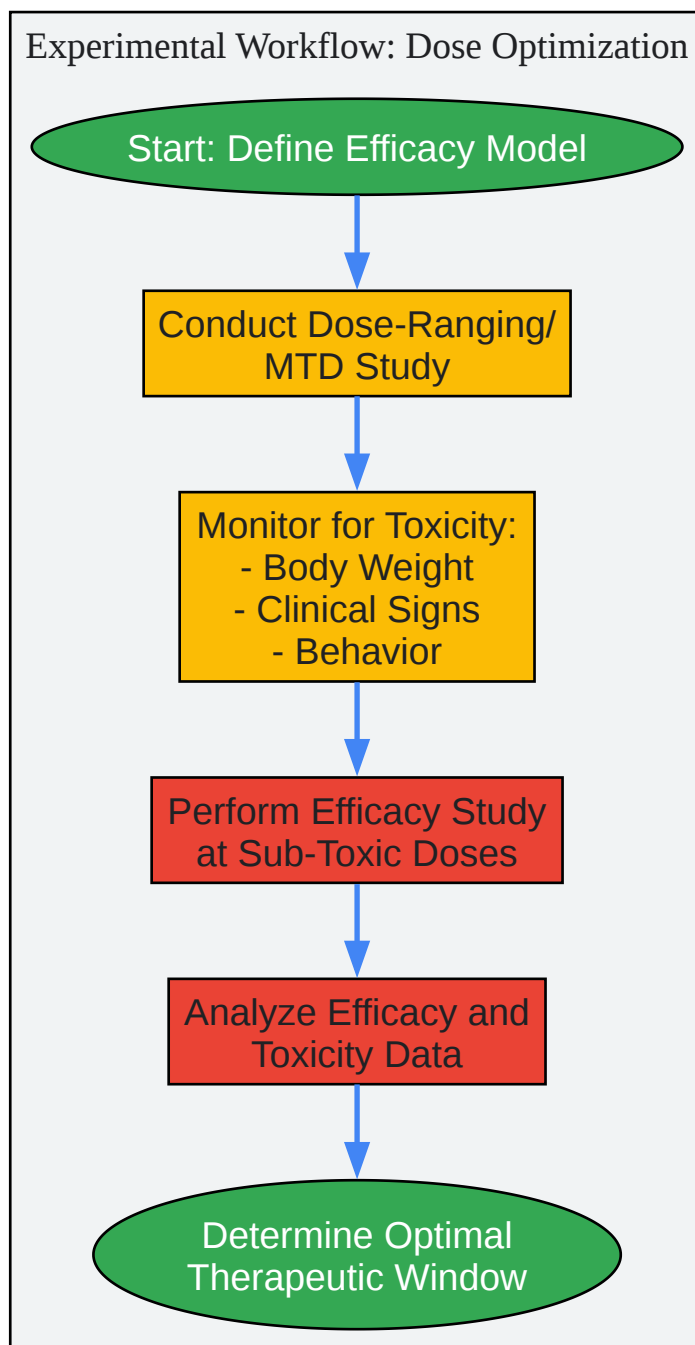 Experimental Workflow: Dose Optimization
Start: Define Efficacy Model
Conduct Dose-Ranging/
MTD Study
Monitor for Toxicity:
- Body Weight
- Clinical Signs
- Behavior
Perform Efficacy Study
at Sub-Toxic Doses
Analyze Efficacy and
Toxicity Data
Determine Optimal
Therapeutic Window